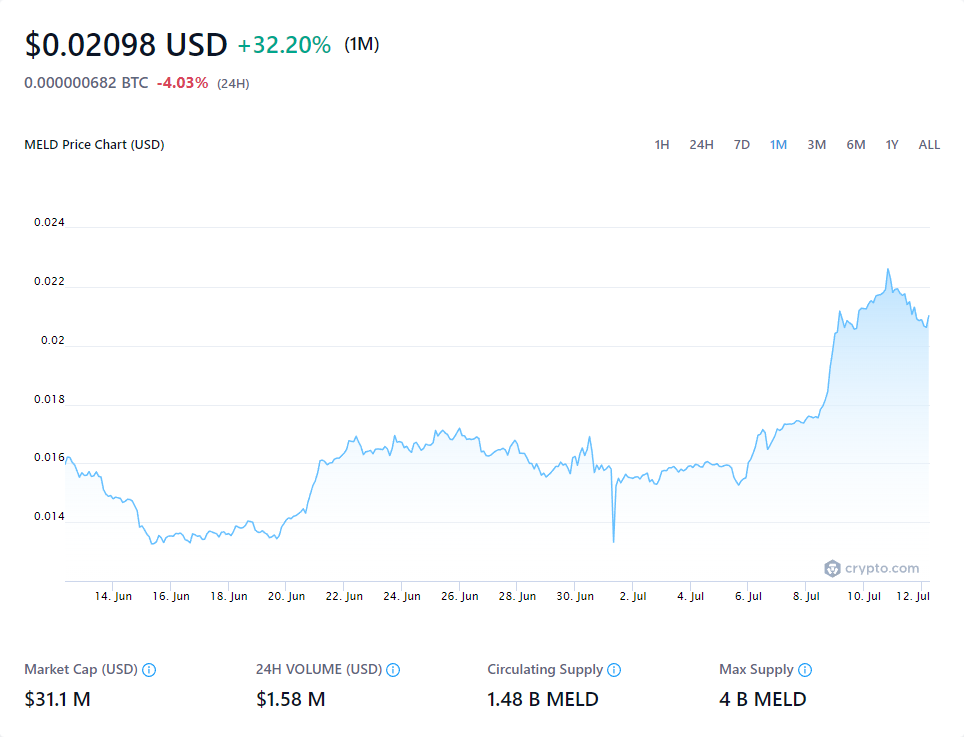 $0.02098 USD +32.20% (1M)
0.000000682 BTC -4.03% (24H)
MELD Price Chart (USD) 1H 24H 7D 1M 3M 6M 1Y ALL
0.024
0.022
0.02
0.018
0.016
0.014
crypto.com
14. Jun 16. Jun 18. Jun 20. Jun 22. Jun 24. Jun 26. Jun 28. Jun 30. Jun 2. Jul 4. Jul 6. Jul 8. Jul 10. Jul 12. Jul
Market Cap (USD) 24H VOLUME (USD) Circulating Supply Max Supply
$31.1 M $1.58 M 1.48 B MELD 4 B MELD